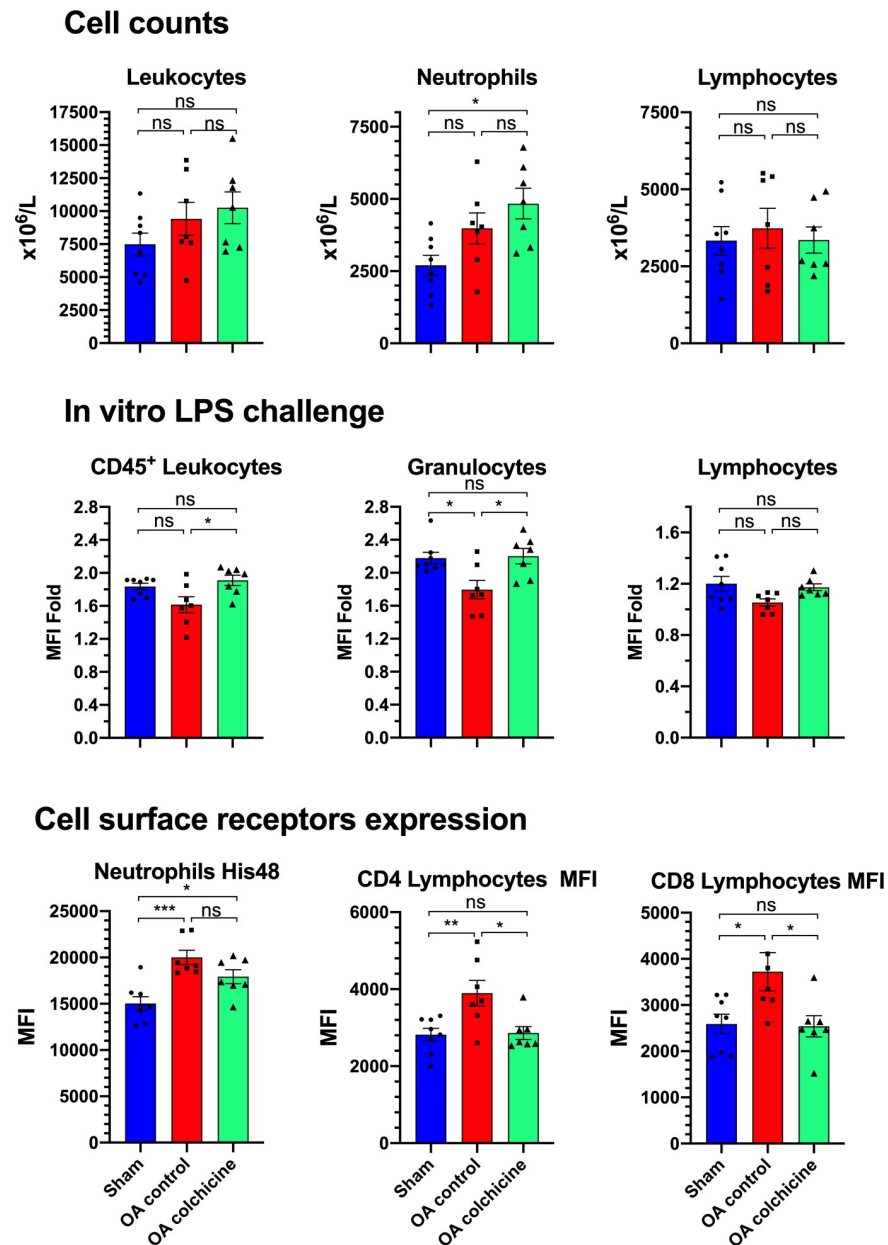 Cell counts
Leukocytes
Neutrophils
Lymphocytes
ns
ns
ns
17500
15000
12500
10000
7500
5000
2500
0
x10⁶/L
*
ns
ns
7500
5000
2500
0
x10⁶/L
ns
ns
ns
7500
5000
2500
0
x10⁶/L
In vitro LPS challenge
CD45⁺ Leukocytes
Granulocytes
Lymphocytes
ns
ns
*
2.8
2.4
2.0
1.6
1.2
0.8
0.4
0.0
MFI Fold
ns
*
*
2.8
2.4
2.0
1.6
1.2
0.8
0.4
0.0
MFI Fold
ns
ns
ns
1.6
1.2
0.8
0.4
0.0
MFI Fold
Cell surface receptors expression
Neutrophils His48
CD4 Lymphocytes MFI
CD8 Lymphocytes MFI
*
***
ns
25000
20000
15000
10000
5000
0
MFI
ns
**
*
6000
4000
2000
0
MFI
ns
*
*
5000
4000
3000
2000
1000
0
MFI
Sham
OA control
OA colchicine
Sham
OA control
OA colchicine
Sham
OA control
OA colchicine